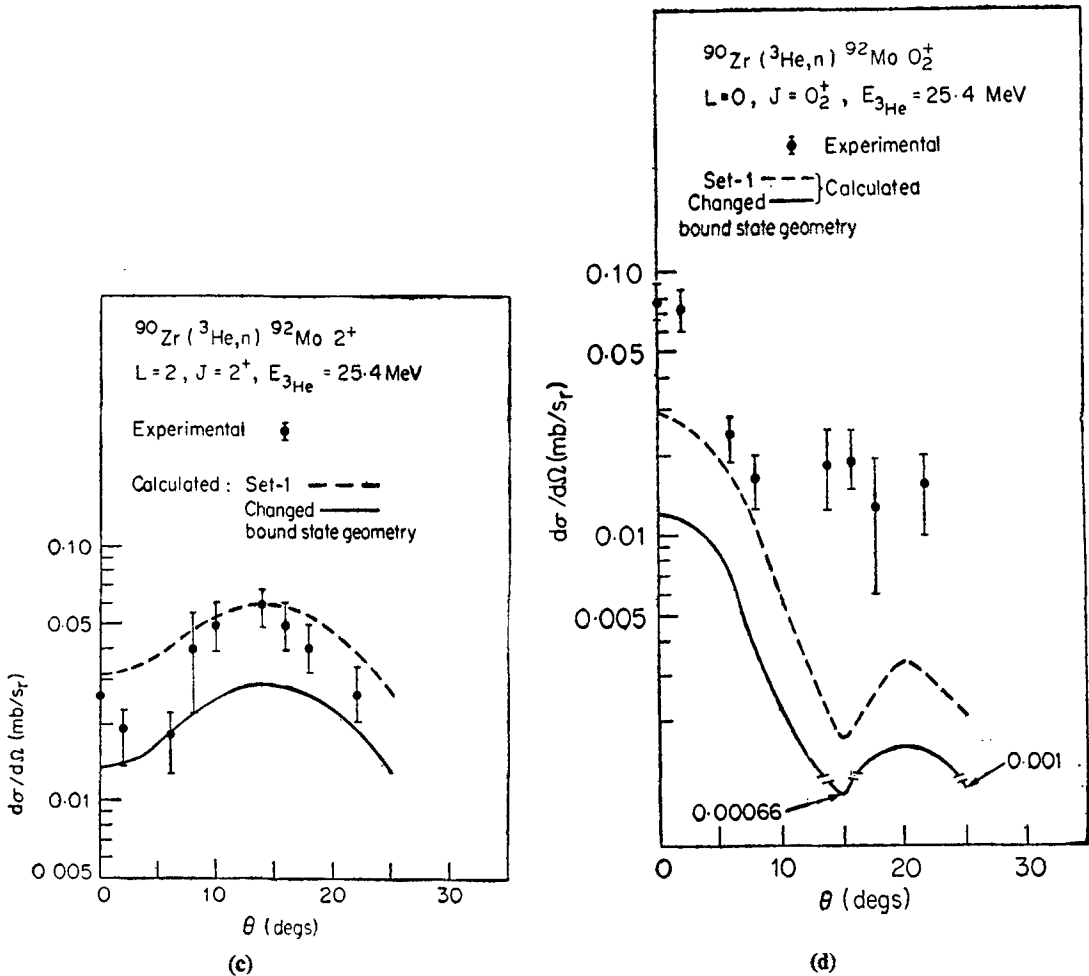 ⁹⁰Zr (³He,n) ⁹²Mo 2⁺
L=2, J=2⁺, E₃He = 25·4 MeV
Experimental
Calculated : Set-1
Changed
bound state geometry
0·10
0·05
0·01
0·005
dσ/dΩ (mb/sᵣ)
0
10
20
30
θ (degs)
(c)
⁹⁰Zr (³He,n) ⁹²Mo O₂⁺
L=O, J = O₂⁺, E₃He = 25·4 MeV
Experimental
Set-1
Changed
} Calculated
bound state geometry
0·10
0·05
0·01
0·005
dσ/dΩ (mb/sᵣ)
0·00066
0·001
0
10
20
30
θ (degs)
(d)